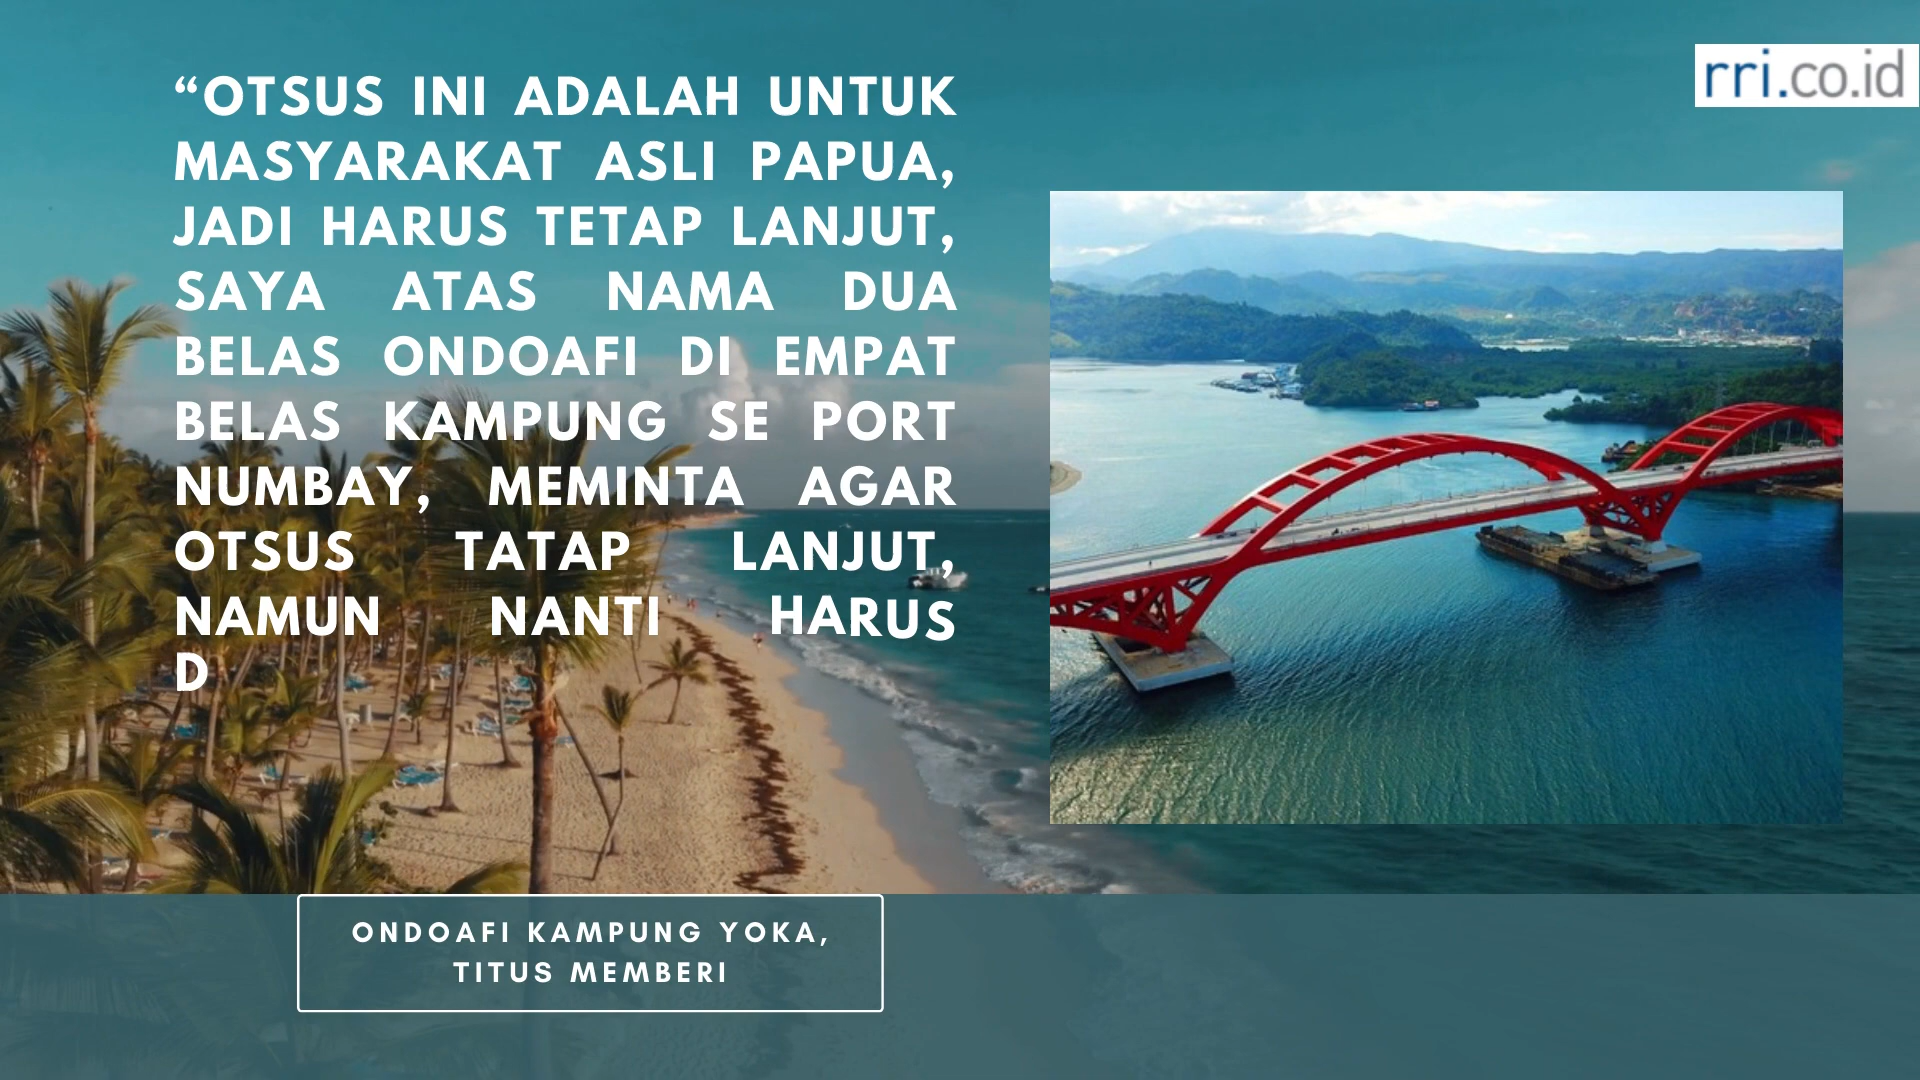 “OTSUS INI ADALAH UNTUK
MASYARAKAT ASLI PAPUA,
JADI HARUS TETAP LANJUT,
SAYA ATAS NAMA DUA
BELAS ONDOAFI DI EMPAT
BELAS KAMPUNG SE PORT
NUMBAY, MEMINTA AGAR
OTSUS TATAP LANJUT,
NAMUN NANTI HARUS
D
rri.co.id
ONDOAFI KAMPUNG YOKA,
TITUS MEMBERI